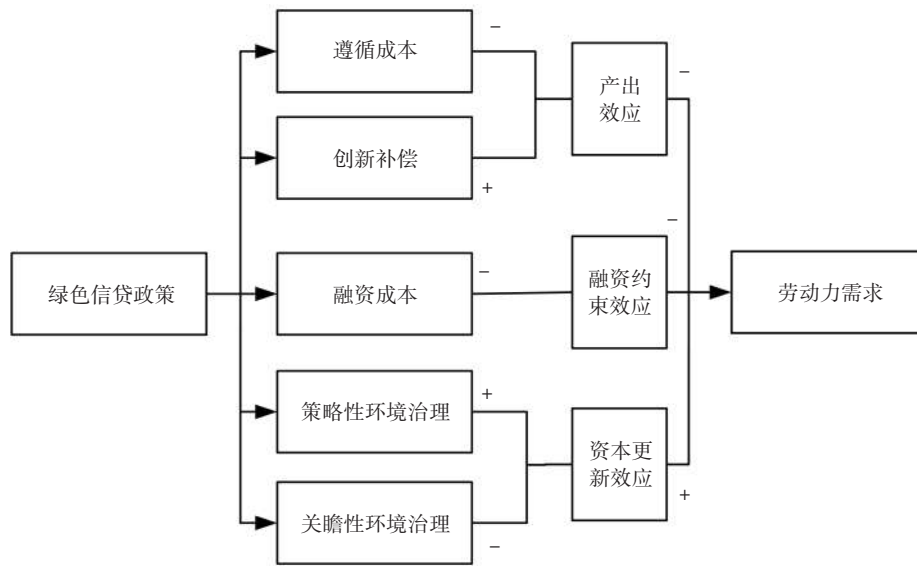 遵循成本
−
产出
效应
−
创新补偿
+
绿色信贷政策
融资成本
−
融资约
束效应
−
劳动力需求
策略性环境治理
+
资本更
新效应
+
关瞻性环境治理
−